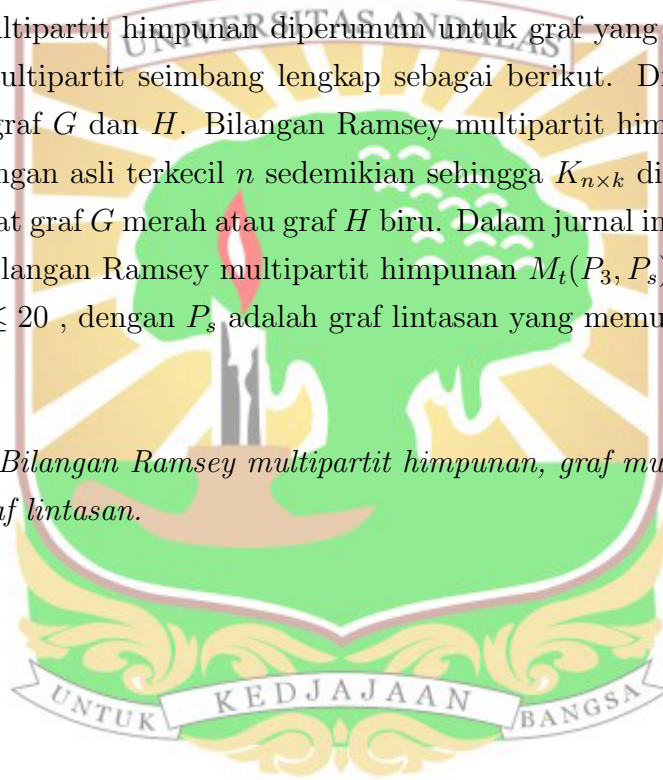 ultipartit himpunan diperumum untuk graf yang
UNIVERSITAS ANDALAS
ultipartit seimbang lengkap sebagai berikut. Di
graf G dan H. Bilangan Ramsey multipartit him
ngan asli terkecil n sedemikian sehingga K_{n×k} di
at graf G merah atau graf H biru. Dalam jurnal in
ilangan Ramsey multipartit himpunan M_t(P_3, P_s)
≤ 20 , dengan P_s adalah graf lintasan yang memu
Bilangan Ramsey multipartit himpunan, graf mu
af lintasan.
UNTUK KEDJAJAAN BANGSA